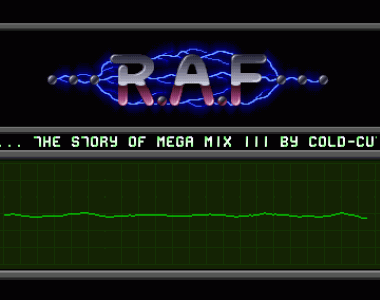 R.A.F
... THE STORY OF MEGA MIX III BY COLD-CUT